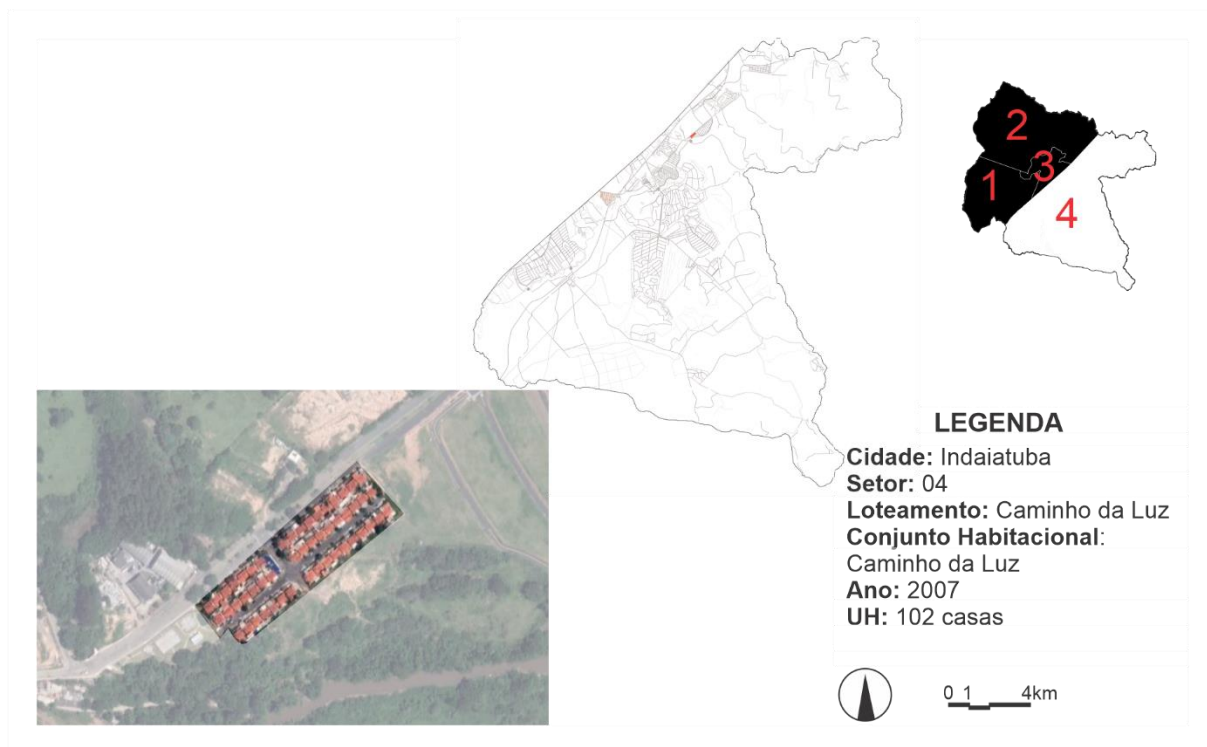 2
3
1
4
LEGENDA
Cidade: Indaiatuba
Setor: 04
Loteamento: Caminho da Luz
Conjunto Habitacional:
Caminho da Luz
Ano: 2007
UH: 102 casas
0 1 4km